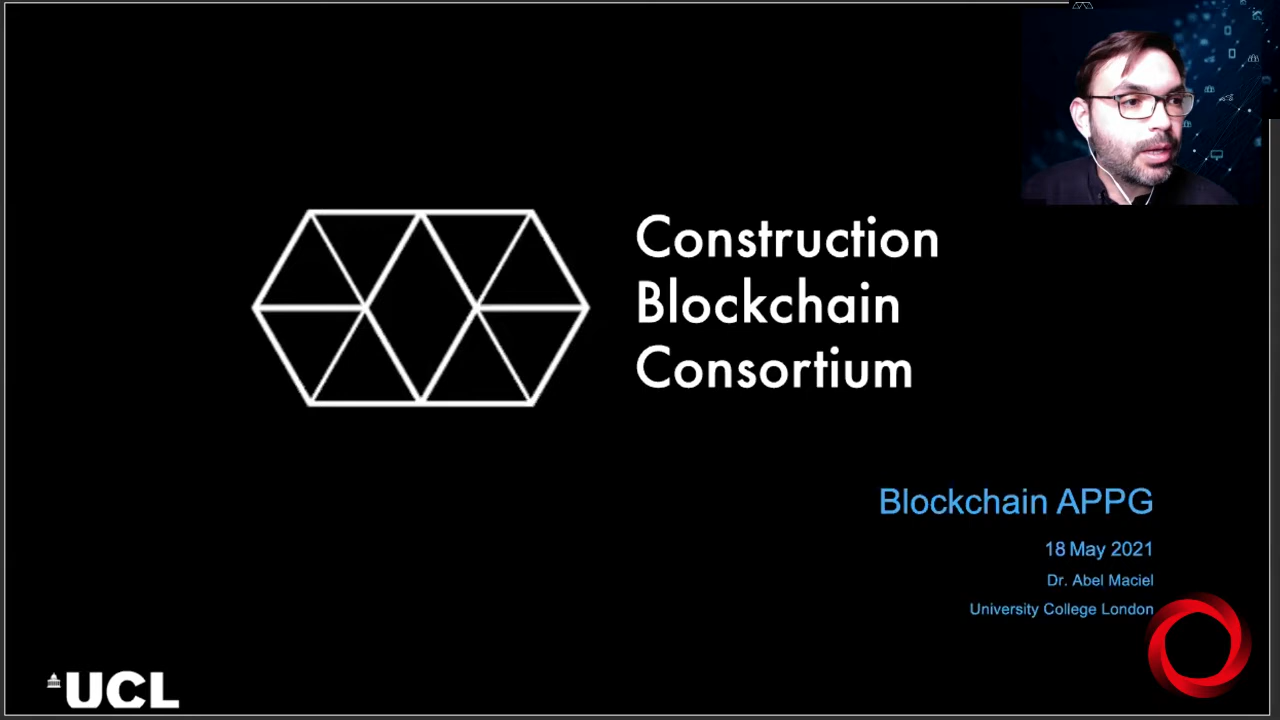 Construction
Blockchain
Consortium
Blockchain APPG
18 May 2021
Dr. Abel Maciel
University College London
UCL